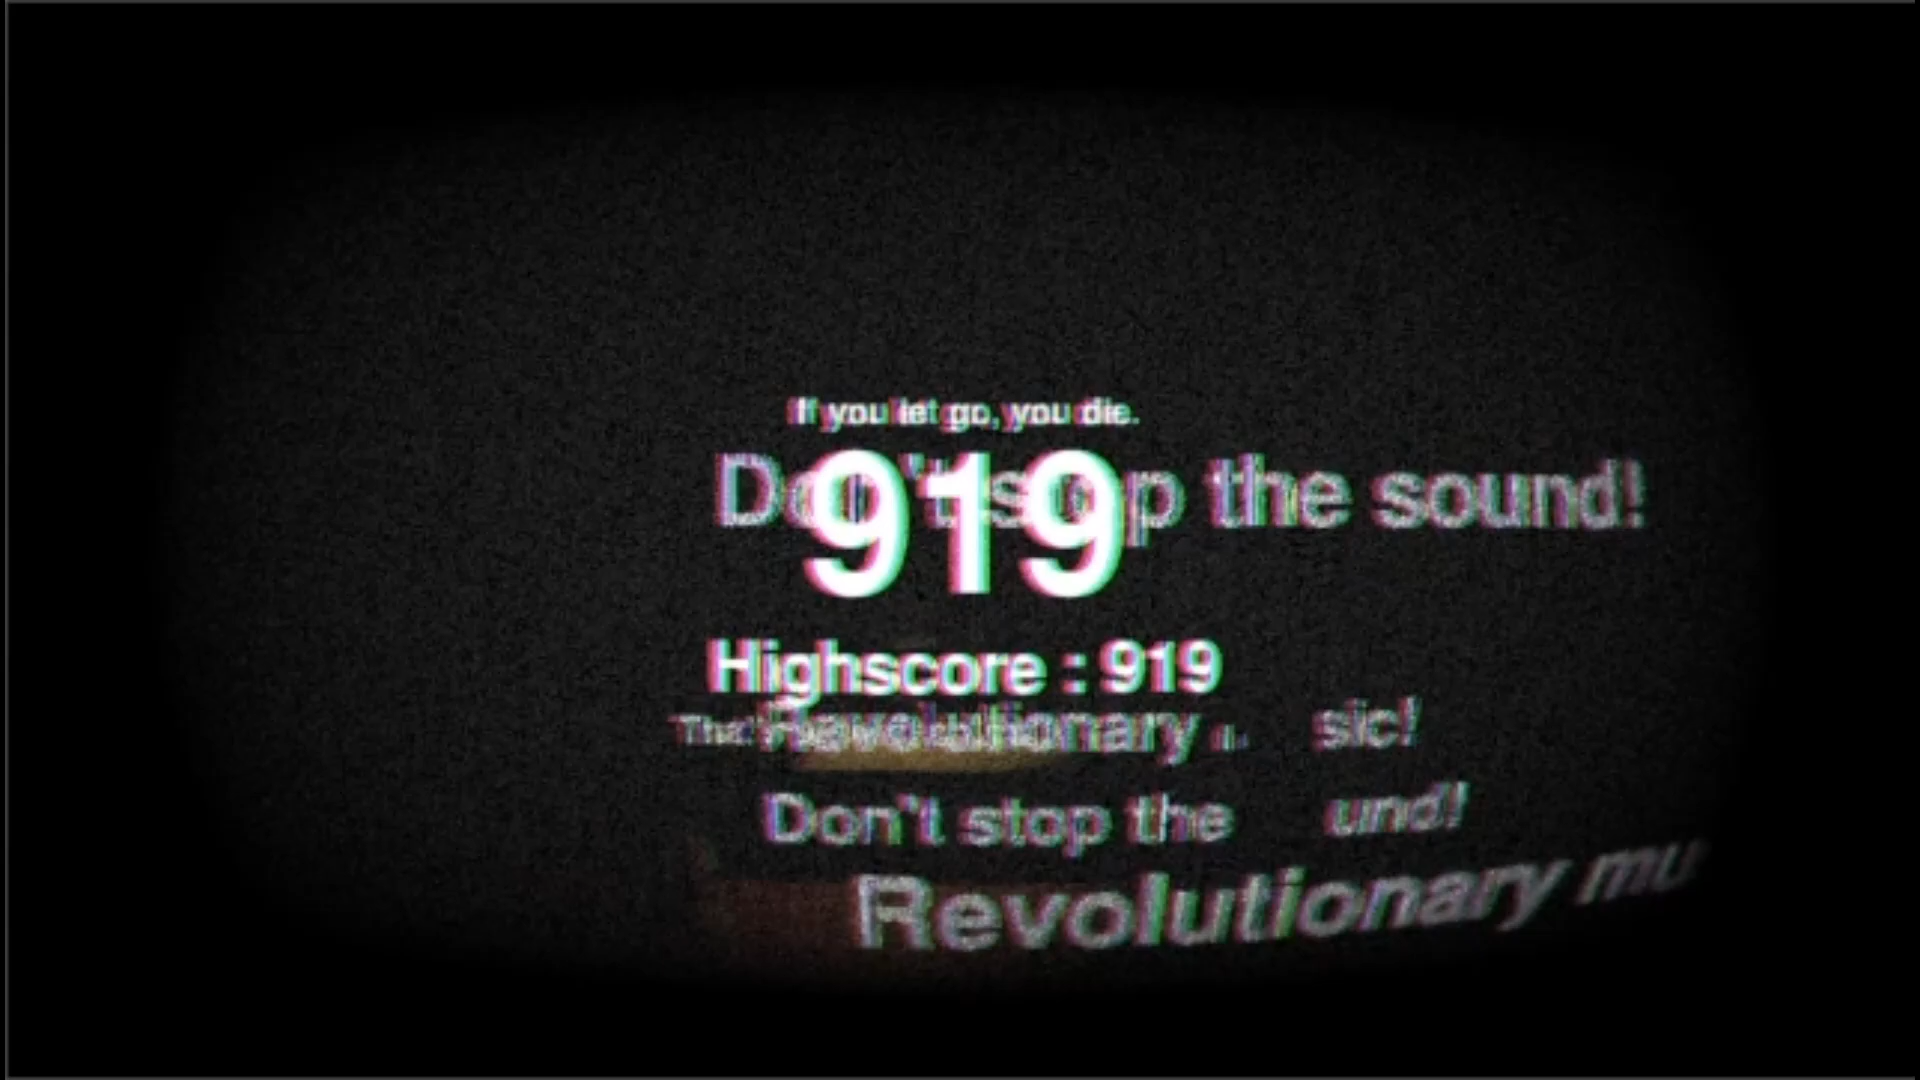 If you let go, you die.
Don't stop the sound!
919
Highscore : 919
Revolutionary sic!
Don't stop the und!
Revolutionary mu